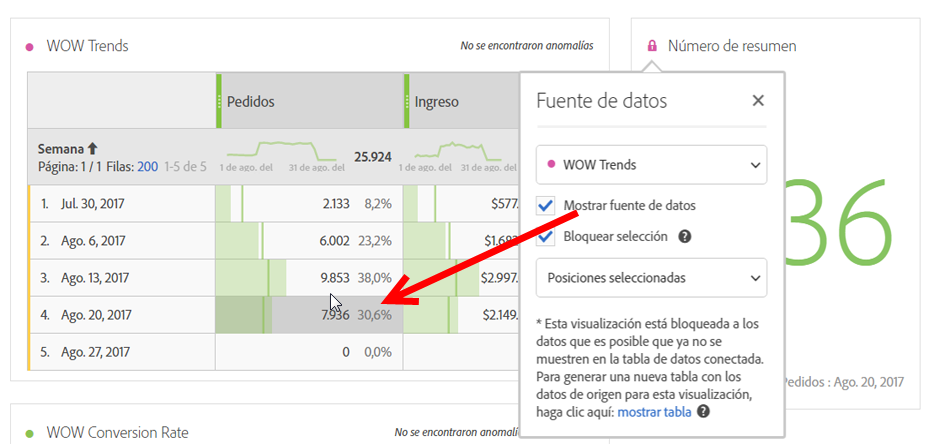 WOW Trends
No se encontraron anomalías
Número de resumen
Pedidos
Ingreso
Semana
Página: 1 / 1 Filas: 200 1-5 de 5
1 de ago. del
31 de ago. del
25.924
1 de ago. del
31 de ago. del
1. Jul. 30, 2017 2.133 8,2% $577.
2. Ago. 6, 2017 6.002 23,2%
3. Ago. 13, 2017 9.853 38,0% $2.997.
4. Ago. 20, 2017 7.936 30,6% $2.149.
5. Ago. 27, 2017 0 0,0%
Fuente de datos
WOW Trends
Mostrar fuente de datos
Bloquear selección
Posiciones seleccionadas
* Esta visualización está bloqueada a los
datos que es posible que ya no se
muestren en la tabla de datos conectada.
Para generar una nueva tabla con los
datos de origen para esta visualización,
haga clic aquí: mostrar tabla
36
Pedidos : Ago. 20, 2017
WOW Conversion Rate
No se encontraron